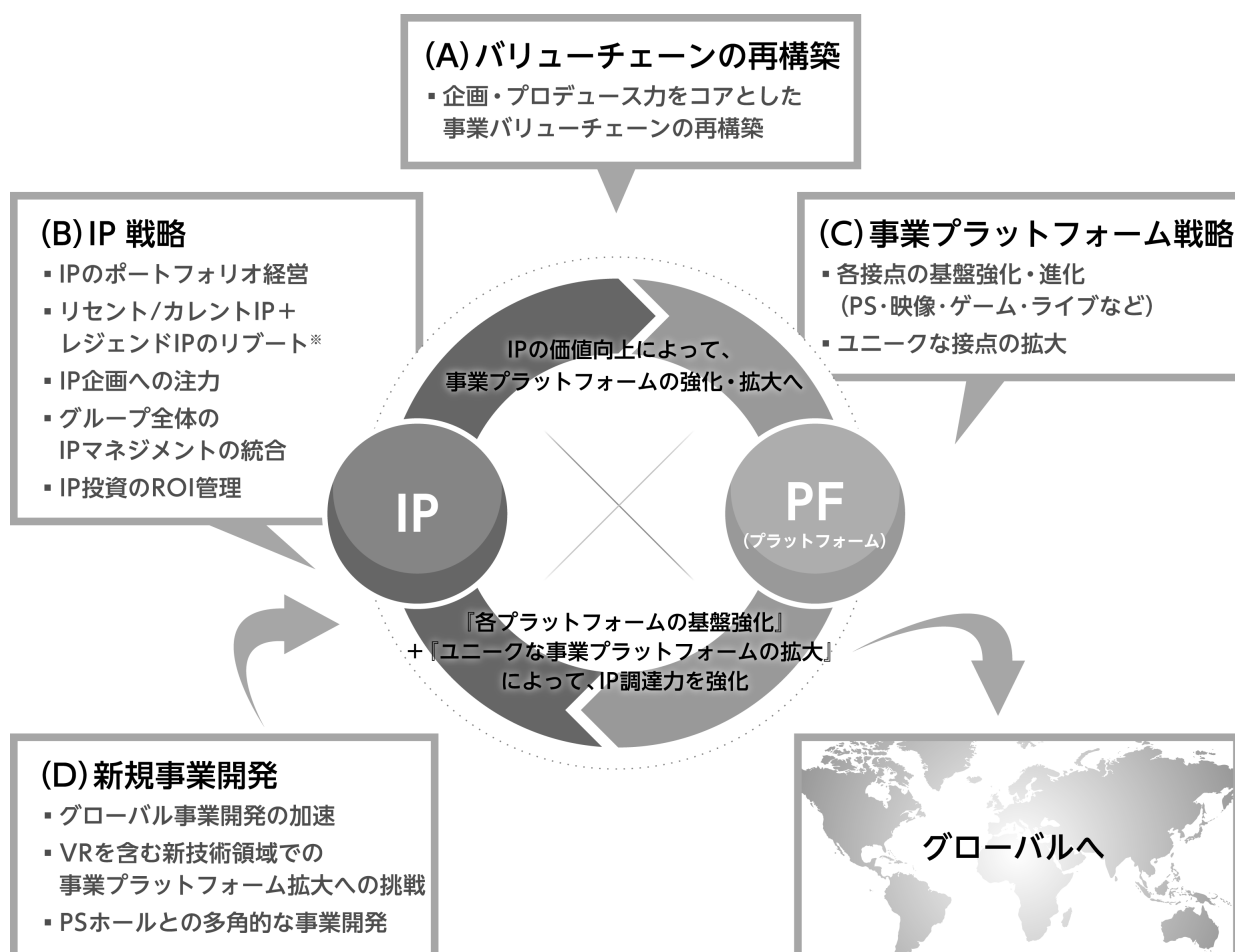 (A)バリューチェーンの再構築
▪ 企画・プロデュース力をコアとした
事業バリューチェーンの再構築
(B)IP 戦略
▪ IPのポートフォリオ経営
▪ リセント/カレントIP＋
レジェンドIPのリブート※
▪ IP企画への注力
▪ グループ全体の
IPマネジメントの統合
▪ IP投資のROI管理
(C)事業プラットフォーム戦略
▪ 各接点の基盤強化・進化
（PS・映像・ゲーム・ライブなど）
▪ ユニークな接点の拡大
IPの価値向上によって、
事業プラットフォームの強化・拡大へ
IP
PF
（プラットフォーム）
『各プラットフォームの基盤強化』
＋『ユニークな事業プラットフォームの拡大』
によって、IP調達力を強化
(D)新規事業開発
▪ グローバル事業開発の加速
▪ VRを含む新技術領域での
事業プラットフォーム拡大への挑戦
▪ PSホールとの多角的な事業開発
グローバルへ